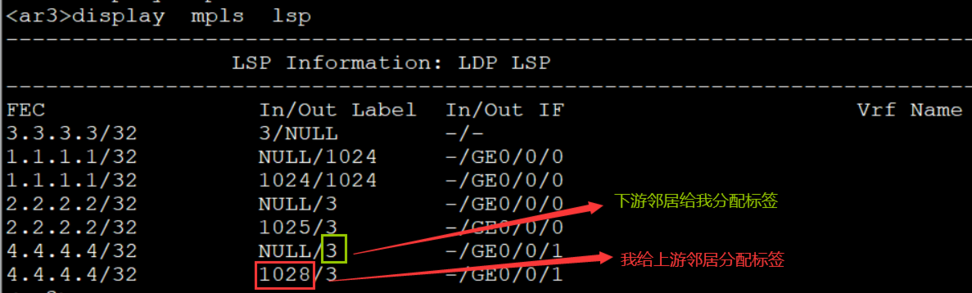 <ar3>display mpls lsp
-------------------------------------------------------------------------------
LSP Information: LDP LSP
-------------------------------------------------------------------------------
FEC In/Out Label In/Out IF Vrf Name
3.3.3.3/32 3/NULL -/-
1.1.1.1/32 NULL/1024 -/GE0/0/0
1.1.1.1/32 1024/1024 -/GE0/0/0
2.2.2.2/32 NULL/3 -/GE0/0/0
2.2.2.2/32 1025/3 -/GE0/0/0
下游邻居给我分配标签
4.4.4.4/32 NULL/3 -/GE0/0/1
4.4.4.4/32 1028/3 -/GE0/0/1
我给上游邻居分配标签